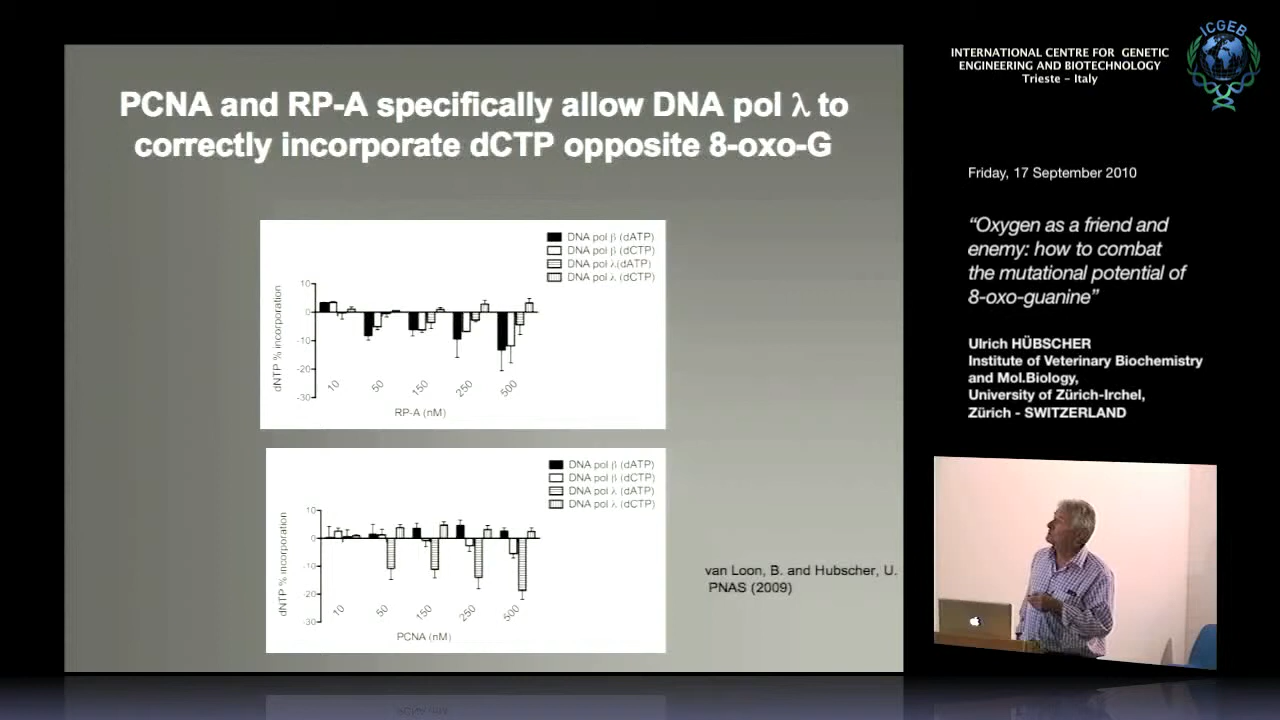 PCNA and RP-A specifically allow DNA pol λ to
correctly incorporate dCTP opposite 8-oxo-G
DNA pol β (dATP)
DNA pol β (dCTP)
DNA pol λ (dATP)
DNA pol λ (dCTP)
dNTP % incorporation
10
0
-10
-20
-30
10
50
150
250
500
RP-A (nM)
DNA pol β (dATP)
DNA pol β (dCTP)
DNA pol λ (dATP)
DNA pol λ (dCTP)
dNTP % incorporation
10
0
-10
-20
-30
10
50
150
250
500
PCNA (nM)
van Loon, B. and Hubscher, U.
PNAS (2009)
INTERNATIONAL CENTRE FOR GENETIC
ENGINEERING AND BIOTECHNOLOGY
Trieste – Italy
ICGEB
Friday, 17 September 2010
“Oxygen as a friend and
enemy: how to combat
the mutational potential of
8-oxo-guanine”
Ulrich HÜBSCHER
Institute of Veterinary Biochemistry
and Mol.Biology,
University of Zürich-Irchel,
Zürich - SWITZERLAND